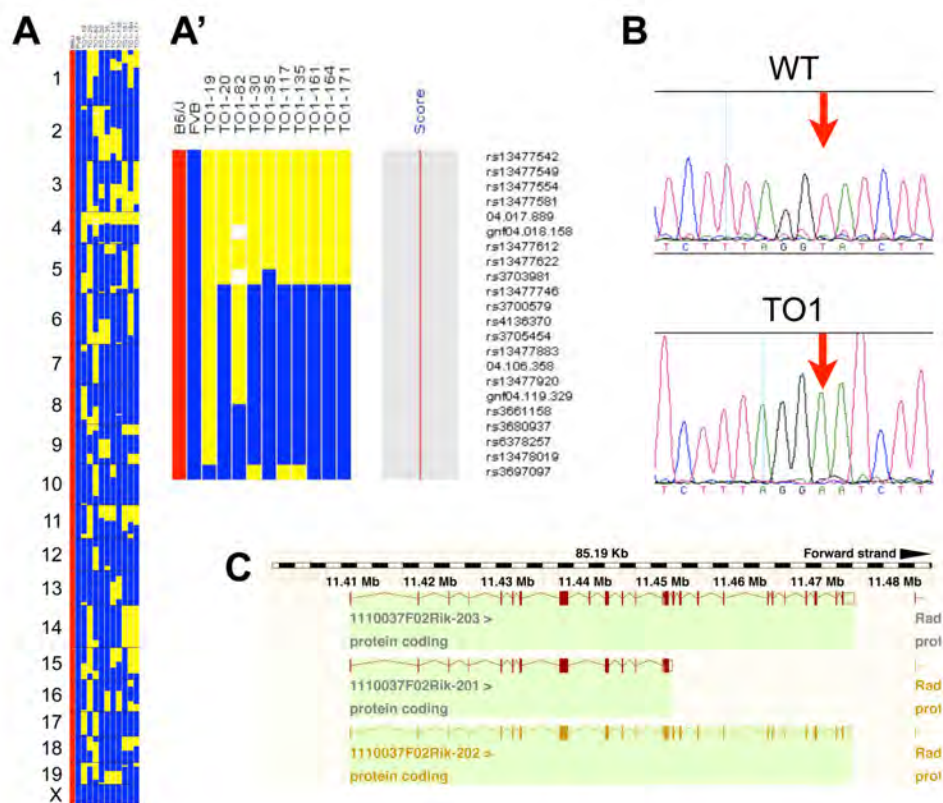 A
1
2
3
4
5
6
7
8
9
10
11
12
13
14
15
16
17
18
19
X
A'
B6/J
FVB
TO1-19
TO1-20
TO1-82
TO1-30
TO1-35
TO1-117
TO1-135
TO1-161
TO1-164
TO1-171
Score
rs13477542
rs13477549
rs13477554
rs13477581
04.017.889
gnf04.018.158
rs13477612
rs13477622
rs3703981
rs13477746
rs3700579
rs4136370
rs3705454
rs13477883
04.106.358
rs13477920
gnf04.119.329
rs3661158
rs3680937
rs6378257
rs13478019
rs3697097
B
WT
T C T T T A G G T A T C T T
TO1
T C T T T A G G A A T C T T
C
85.19 Kb Forward strand
11.41 Mb 11.42 Mb 11.43 Mb 11.44 Mb 11.45 Mb 11.46 Mb 11.47 Mb 11.48 Mb
1110037F02Rik-203 > Rad
protein coding prot
1110037F02Rik-201 > Rad
protein coding prot
1110037F02Rik-202 > Rad
protein coding prot